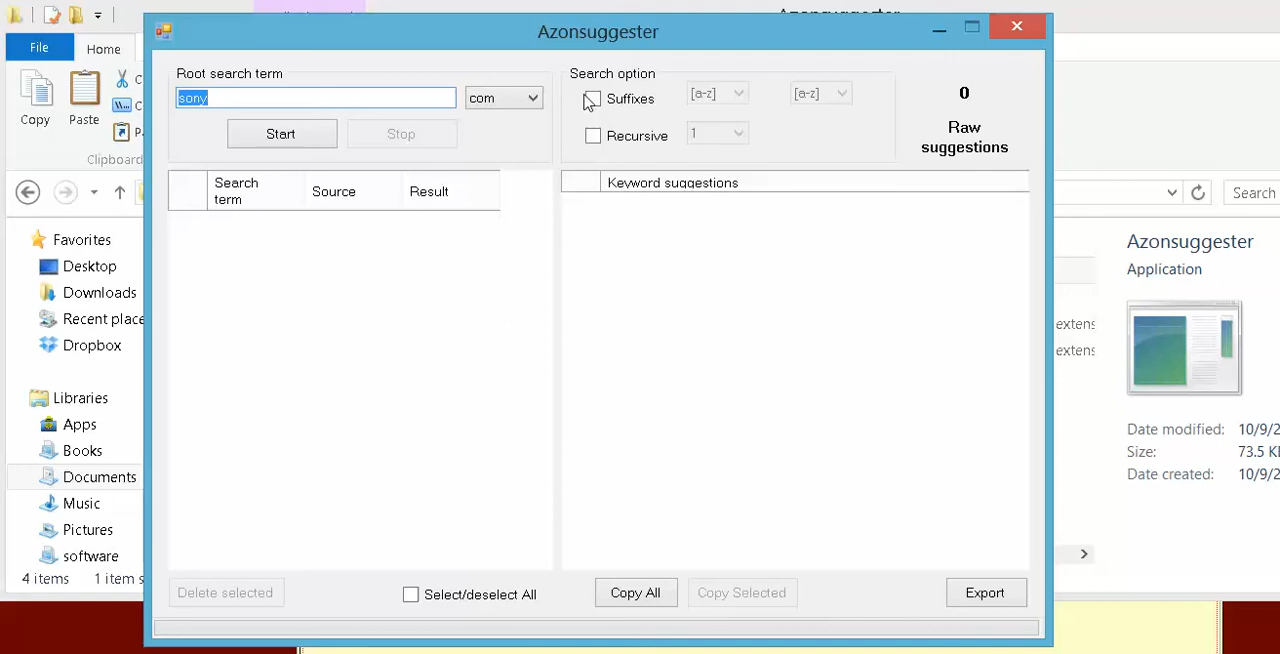 Azonsuggester
File
Home
Copy
Paste
Clipboard
Root search term
sony
com
Start
Stop
Search option
Suffixes
[a-z]
[a-z]
Recursive
1
0
Raw
suggestions
Search
term
Source
Result
Keyword suggestions
Search
Favorites
Desktop
Downloads
Recent place
Dropbox
Libraries
Apps
Books
Documents
Music
Pictures
software
4 items
1 item s
Azonsuggester
Application
extens
extens
Date modified: 10/9/2
Size: 73.5 K
Date created: 10/9/2
Delete selected
Select/deselect All
Copy All
Copy Selected
Export